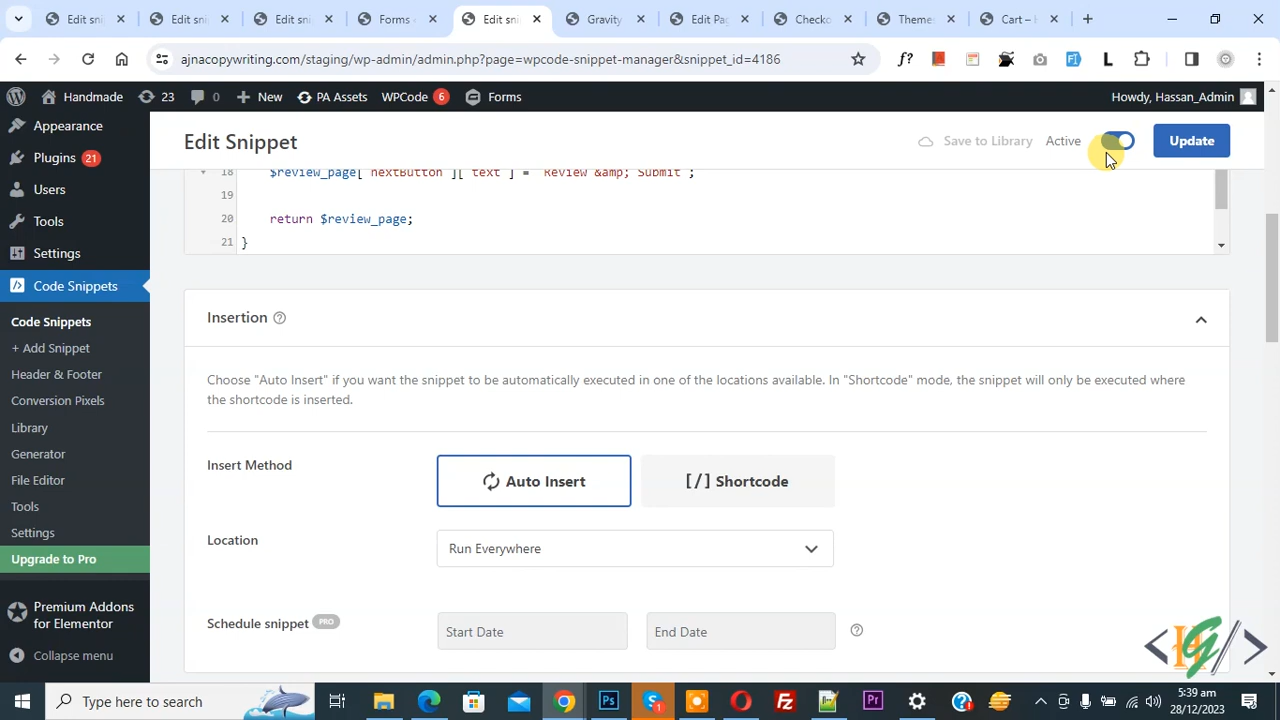 Edit sni
Edit sni
Edit sni
Forms
Edit sni
Gravity
Edit Pa
Checko
Theme
Cart –
ajnacopywriting.com/staging/wp-admin/admin.php?page=wpcode-snippet-manager&snippet_id=4186
f?
L
Handmade
23
0
New
PA Assets
WPCode 6
Forms
Howdy, Hassan_Admin
Appearance
Plugins 21
Users
Tools
Settings
Code Snippets
Code Snippets
+ Add Snippet
Header & Footer
Conversion Pixels
Library
Generator
File Editor
Tools
Settings
Upgrade to Pro
Premium Addons
for Elementor
Collapse menu
Edit Snippet
Save to Library
Active
Update
18 $review_page['nextButton']['text'] = 'Review &amp; Submit';
19
20 return $review_page;
21 }
Insertion
Choose "Auto Insert" if you want the snippet to be automatically executed in one of the locations available. In "Shortcode" mode, the snippet will only be executed where
the shortcode is inserted.
Insert Method
Auto Insert
[/] Shortcode
Location
Run Everywhere
Schedule snippet PRO
Start Date
End Date
Type here to search
5:39 am
28/12/2023